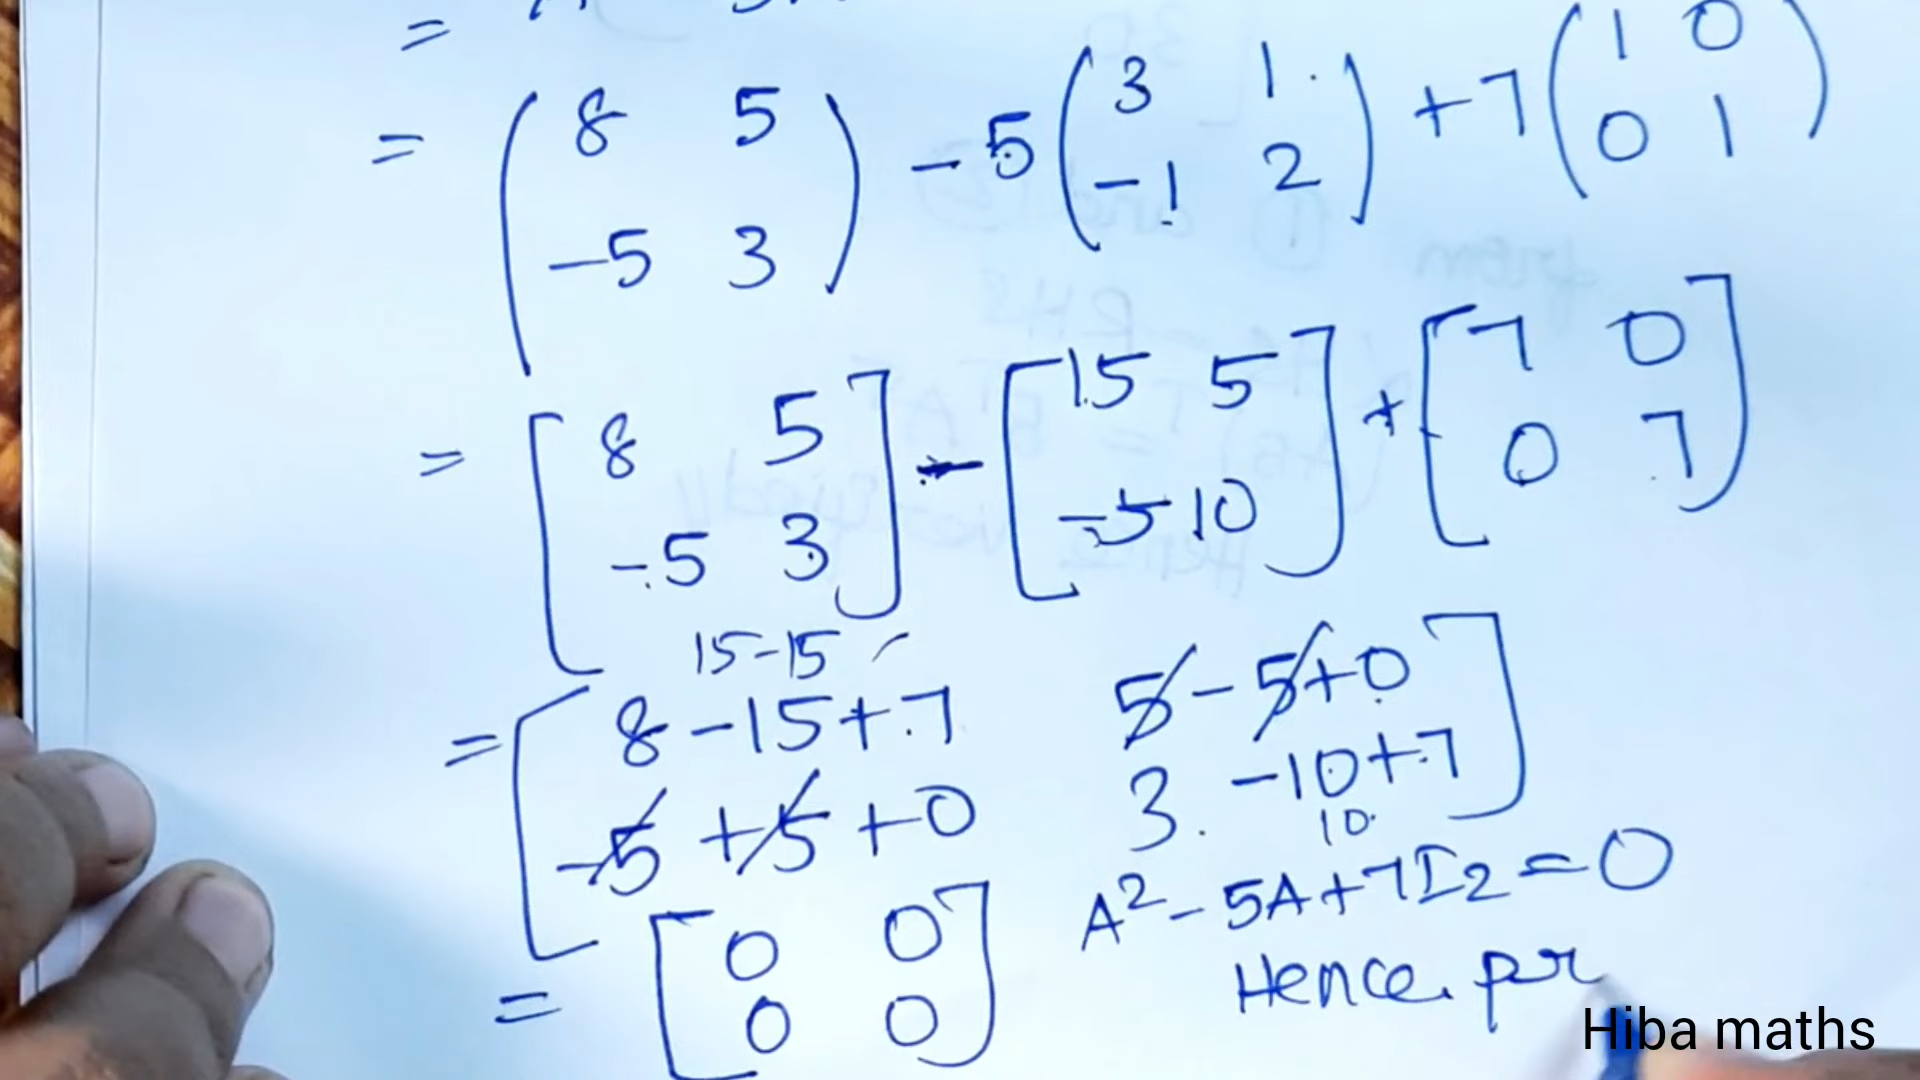 =
= ( 8 5 ) - 5 ( 3 1 ) + 7 ( 1 0 )
-5 3 -1 2 0 1
= [ 8 5 ] - [ 15 5 ] + [ 7 0 ]
-5 3 -5 10 0 7
15-15
= [ 8-15+7 5-5+0 ]
-5+5+0 3-10+7
10
A²-5A+7I₂=0
= [ 0 0 ]
0 0
Hence pr
Hiba maths